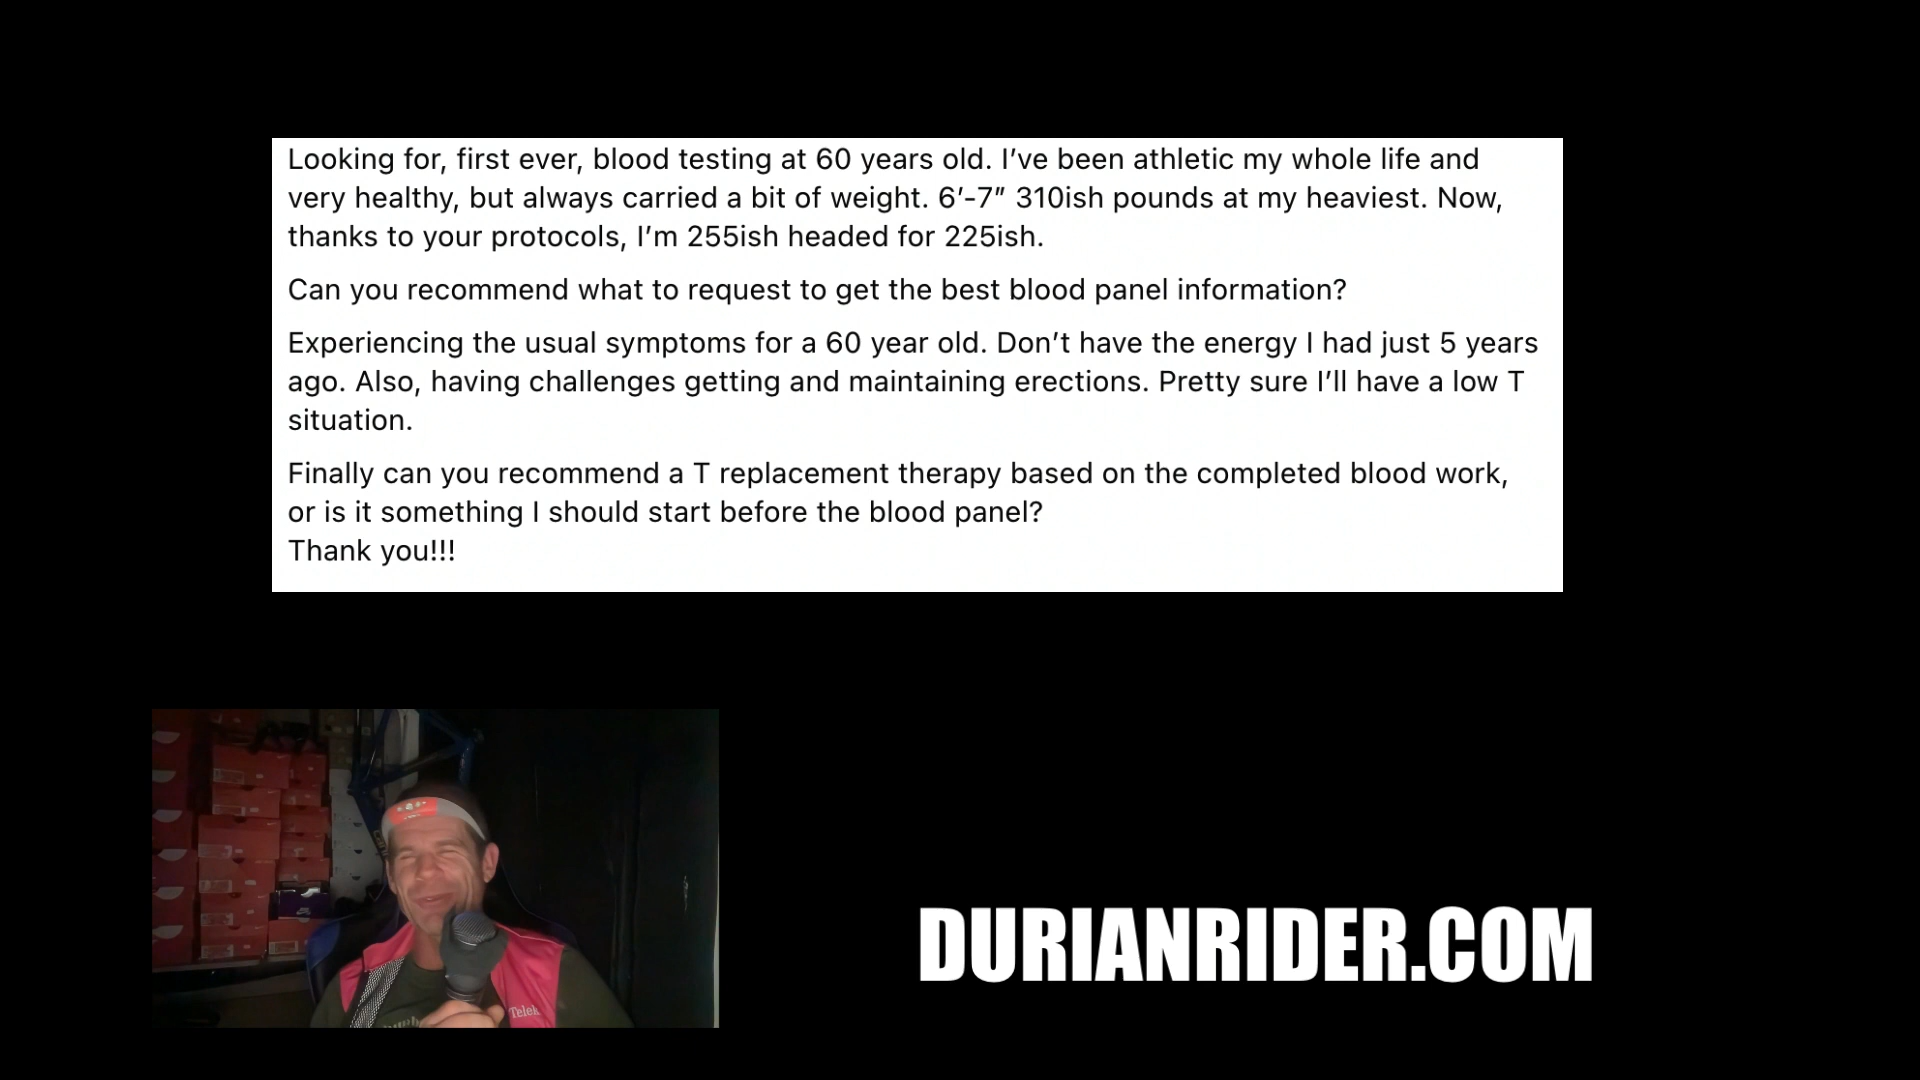 Looking for, first ever, blood testing at 60 years old. I’ve been athletic my whole life and
very healthy, but always carried a bit of weight. 6’-7” 310ish pounds at my heaviest. Now,
thanks to your protocols, I’m 255ish headed for 225ish.
Can you recommend what to request to get the best blood panel information?
Experiencing the usual symptoms for a 60 year old. Don’t have the energy I had just 5 years
ago. Also, having challenges getting and maintaining erections. Pretty sure I’ll have a low T
situation.
Finally can you recommend a T replacement therapy based on the completed blood work,
or is it something I should start before the blood panel?
Thank you!!!
DURIANRIDER.COM